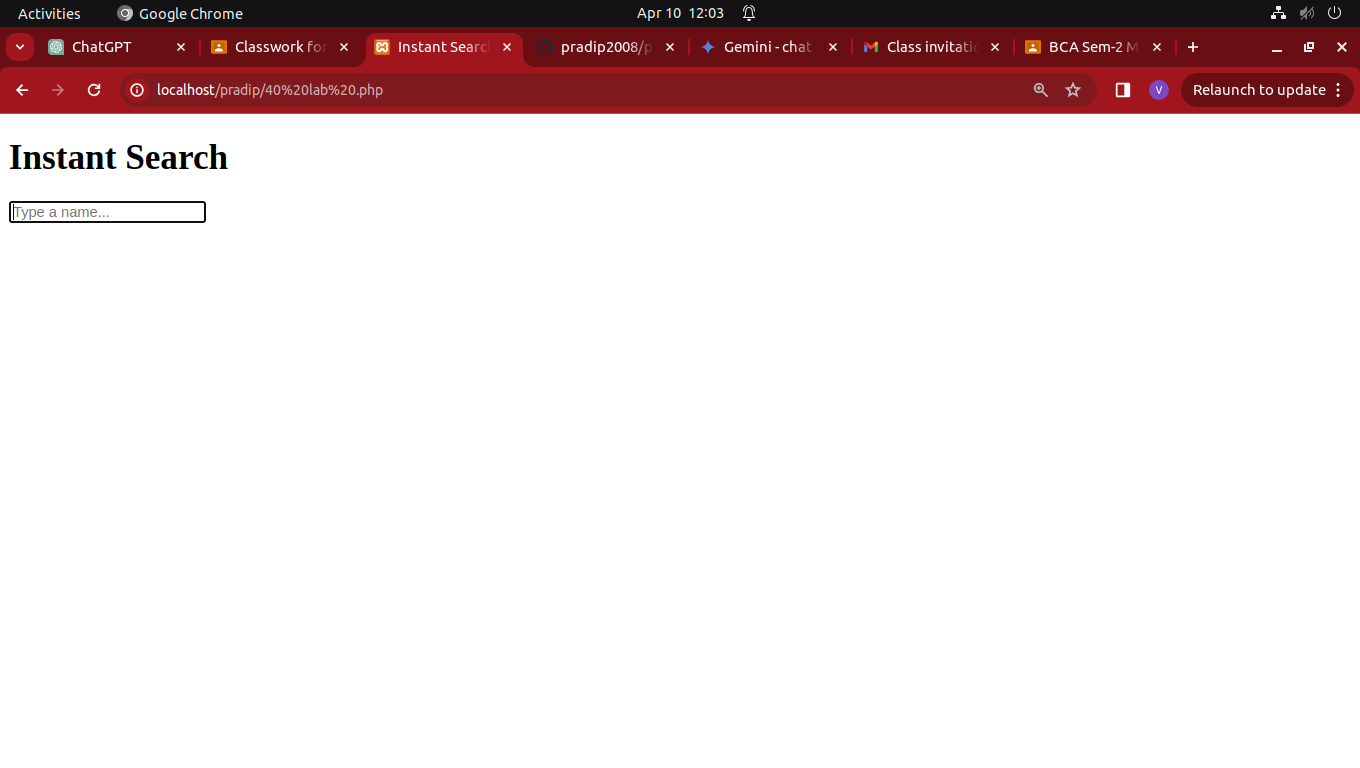 Activities Google Chrome Apr 10 12:03
ChatGPT Classwork for Instant Search pradip2008/p Gemini - chat Class invitatio BCA Sem-2 M
localhost/pradip/40%20lab%20.php V Relaunch to update
Instant Search
Type a name...